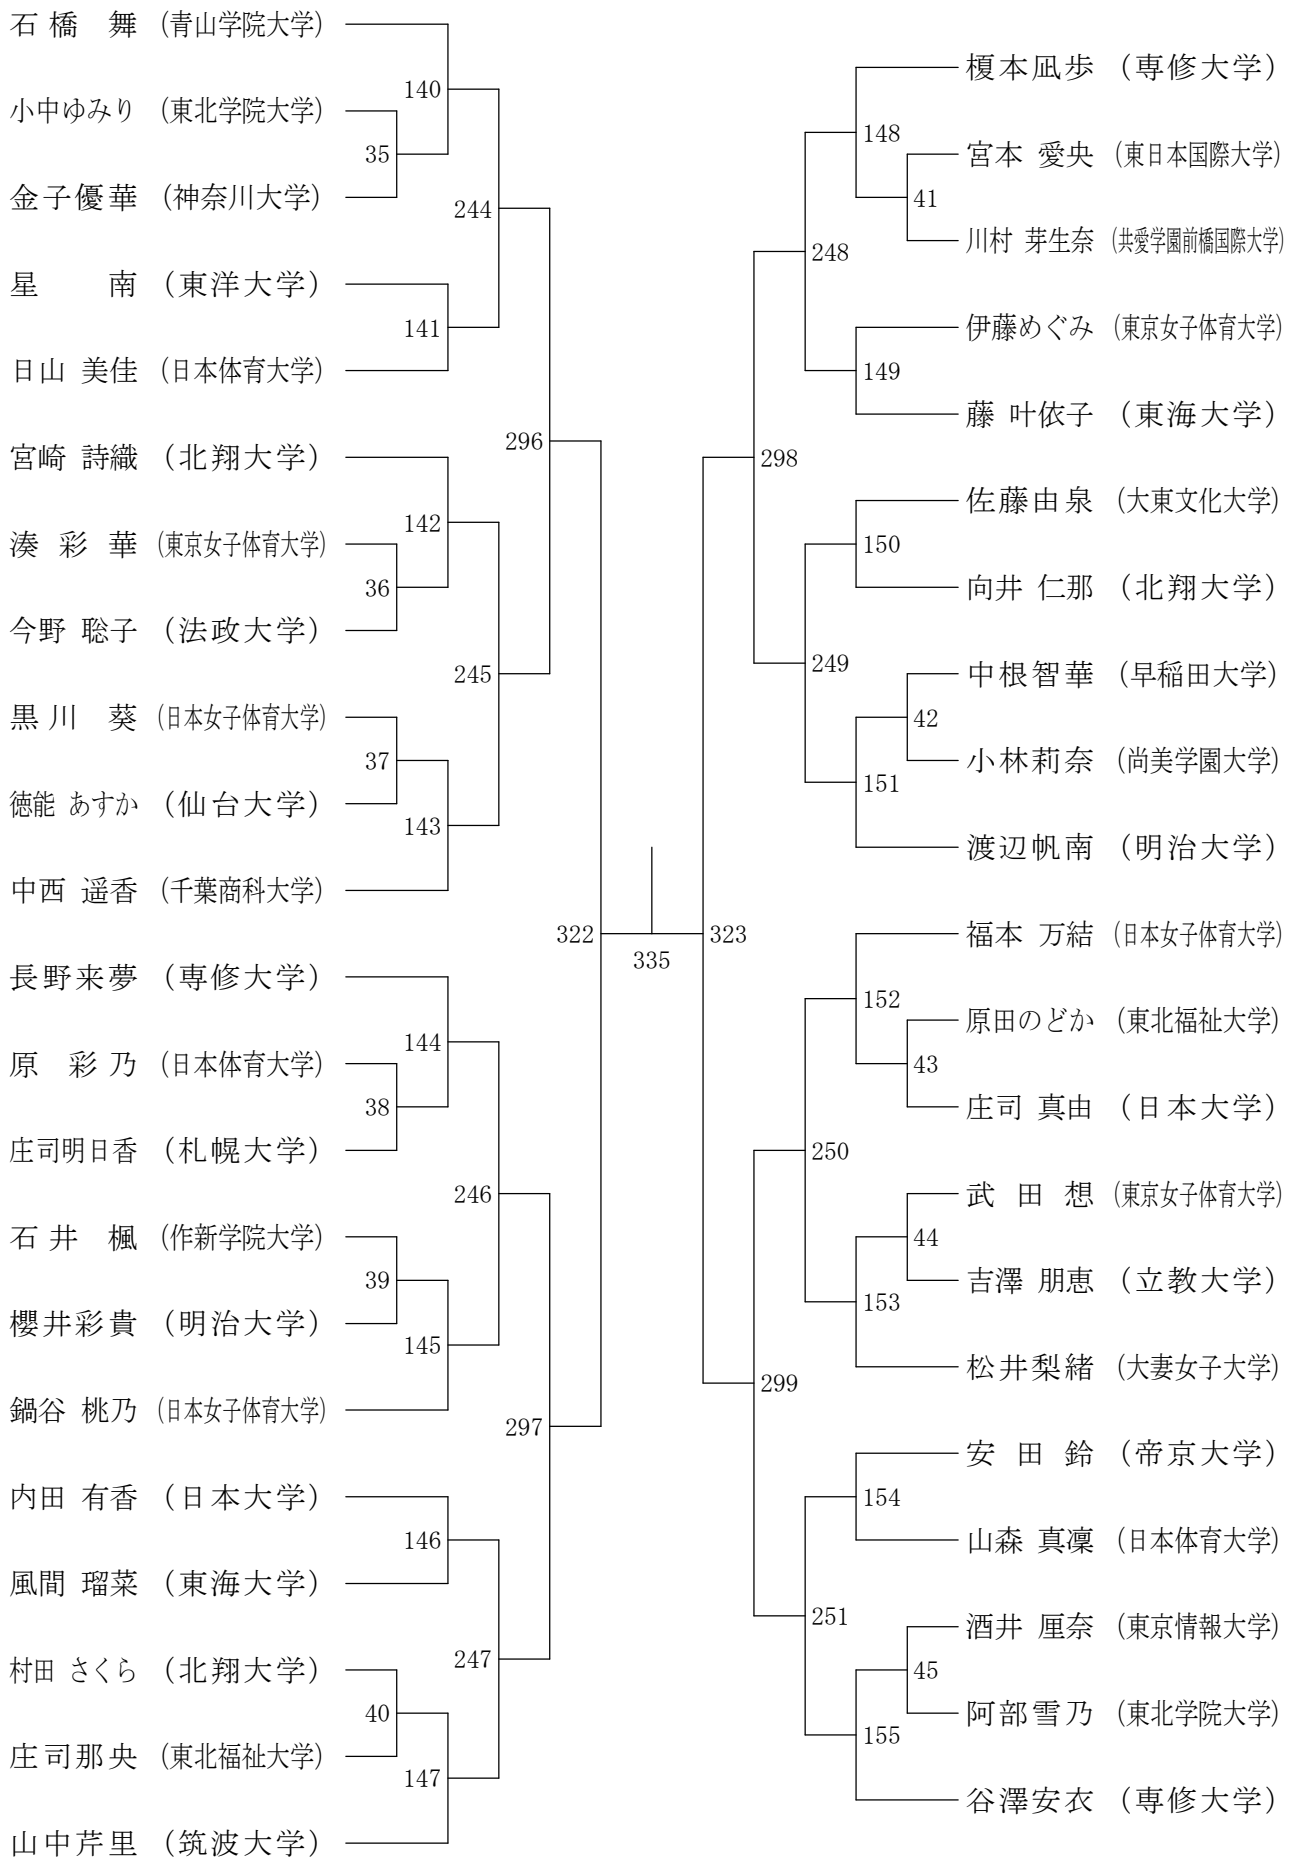 石橋　舞 (青山学院大学)
140
小中ゆみり (東北学院大学)
35
金子優華 (神奈川大学)
244
星　南 (東洋大学)
141
日山 美佳 (日本体育大学)
296
宮崎 詩織 (北翔大学)
142
湊 彩 華 (東京女子体育大学)
36
今野 聡子 (法政大学)
245
黒川　葵 (日本女子体育大学)
37
徳能 あすか (仙台大学)
143
中西 遥香 (千葉商科大学)
322
長野来夢 (専修大学)
144
原 彩乃 (日本体育大学)
38
庄司明日香 (札幌大学)
246
石井　楓 (作新学院大学)
39
櫻井彩貴 (明治大学)
145
鍋谷 桃乃 (日本女子体育大学)
297
内田 有香 (日本大学)
146
風間 瑠菜 (東海大学)
247
村田 さくら (北翔大学)
40
庄司那央 (東北福祉大学)
147
山中芹里 (筑波大学)
335
榎本凪歩 (専修大学)
148
宮本 愛央 (東日本国際大学)
41
川村 芽生奈 (共愛学園前橋国際大学)
248
伊藤めぐみ (東京女子体育大学)
149
藤 叶依子 (東海大学)
298
佐藤由泉 (大東文化大学)
150
向井 仁那 (北翔大学)
249
中根智華 (早稲田大学)
42
小林莉奈 (尚美学園大学)
151
渡辺帆南 (明治大学)
323
福本 万結 (日本女子体育大学)
152
原田のどか (東北福祉大学)
43
庄司 真由 (日本大学)
250
武 田 想 (東京女子体育大学)
44
吉澤 朋恵 (立教大学)
153
松井梨緒 (大妻女子大学)
299
安 田 鈴 (帝京大学)
154
山森 真凜 (日本体育大学)
251
酒井 厘奈 (東京情報大学)
45
阿部雪乃 (東北学院大学)
155
谷澤安衣 (専修大学)